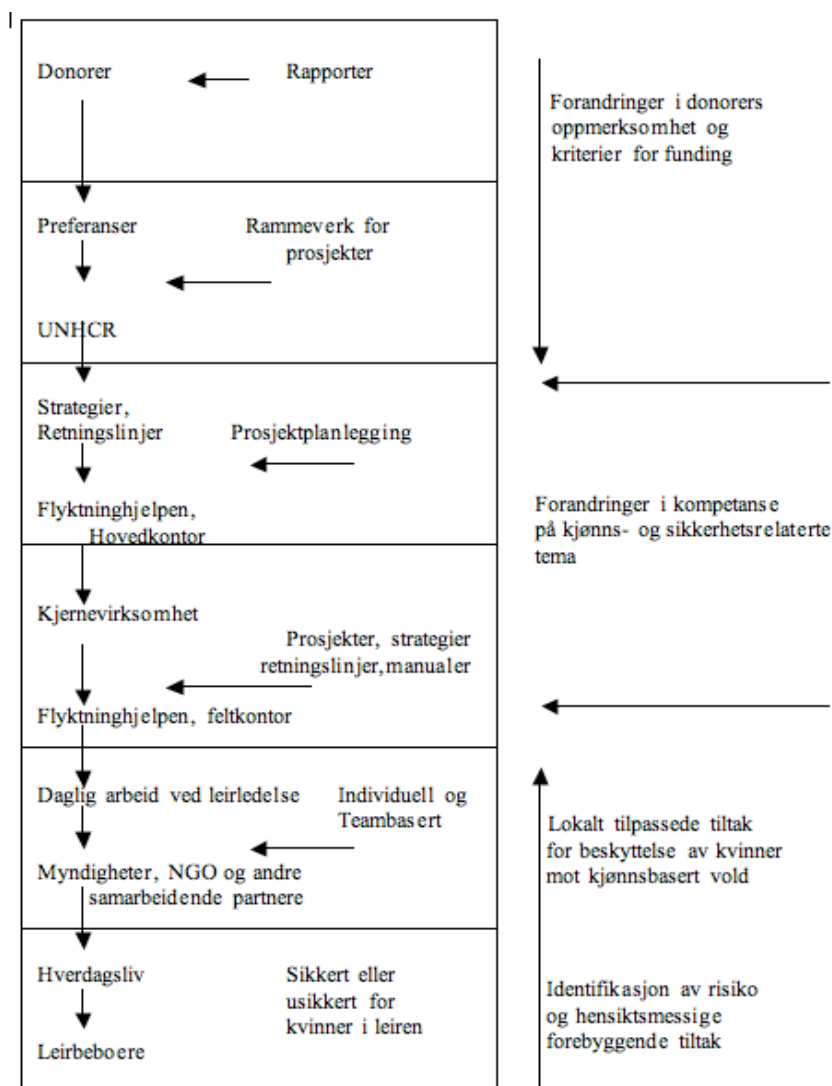 Donorer
Rapporter
Forandringer i donorers
oppmerksomhet og
kriterier for funding
Preferanser
Rammeverk for
prosjekter
UNHCR
Strategier,
Retningslinjer
Prosjektplanlegging
Flyktninghjelpen,
Hovedkontor
Forandringer i kompetanse
på kjønns- og sikkerhetsrelaterte
tema
Kjernevirksomhet
Prosjekter, strategier
retningslinjer,manualer
Flyktninghjelpen, feltkontor
Daglig arbeid ved leirledelse
Individuell og
Teambasert
Myndigheter, NGO og andre
samarbeidende partnere
Lokalt tilpassede tiltak
for beskyttelse av kvinner
mot kjønnsbasert vold
Hverdagsliv
Sikkert eller
usikkert for
kvinner i leiren
Leirbeboere
Identifikasjon av risiko
og hensiktsmessige
forebyggende tiltak